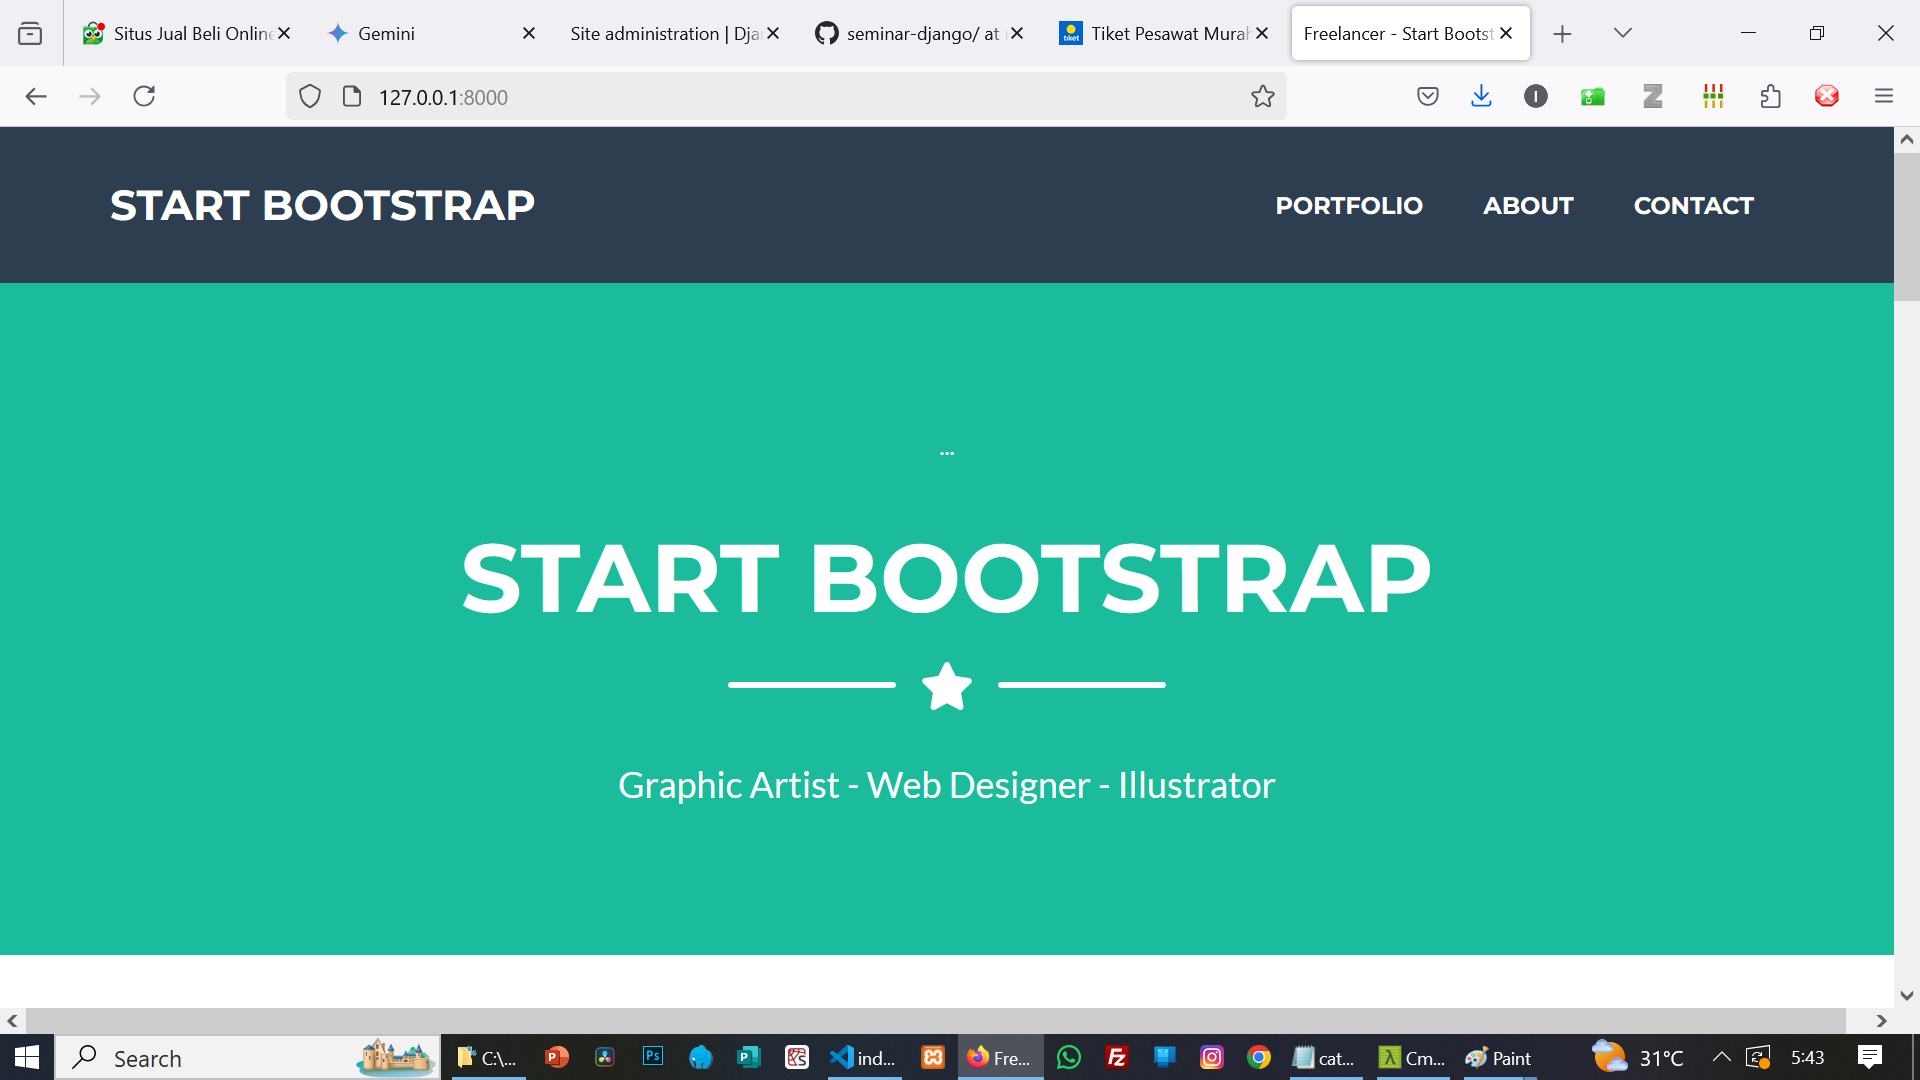 Situs Jual Beli Online
Gemini
Site administration | Dja
seminar-django/ at
Tiket Pesawat Murah
Freelancer - Start Bootst
127.0.0.1:8000
START BOOTSTRAP
PORTFOLIO
ABOUT
CONTACT
...
START BOOTSTRAP
Graphic Artist - Web Designer - Illustrator
Search
C:\...
ind...
Fre...
cat...
Cm...
Paint
31°C
5:43